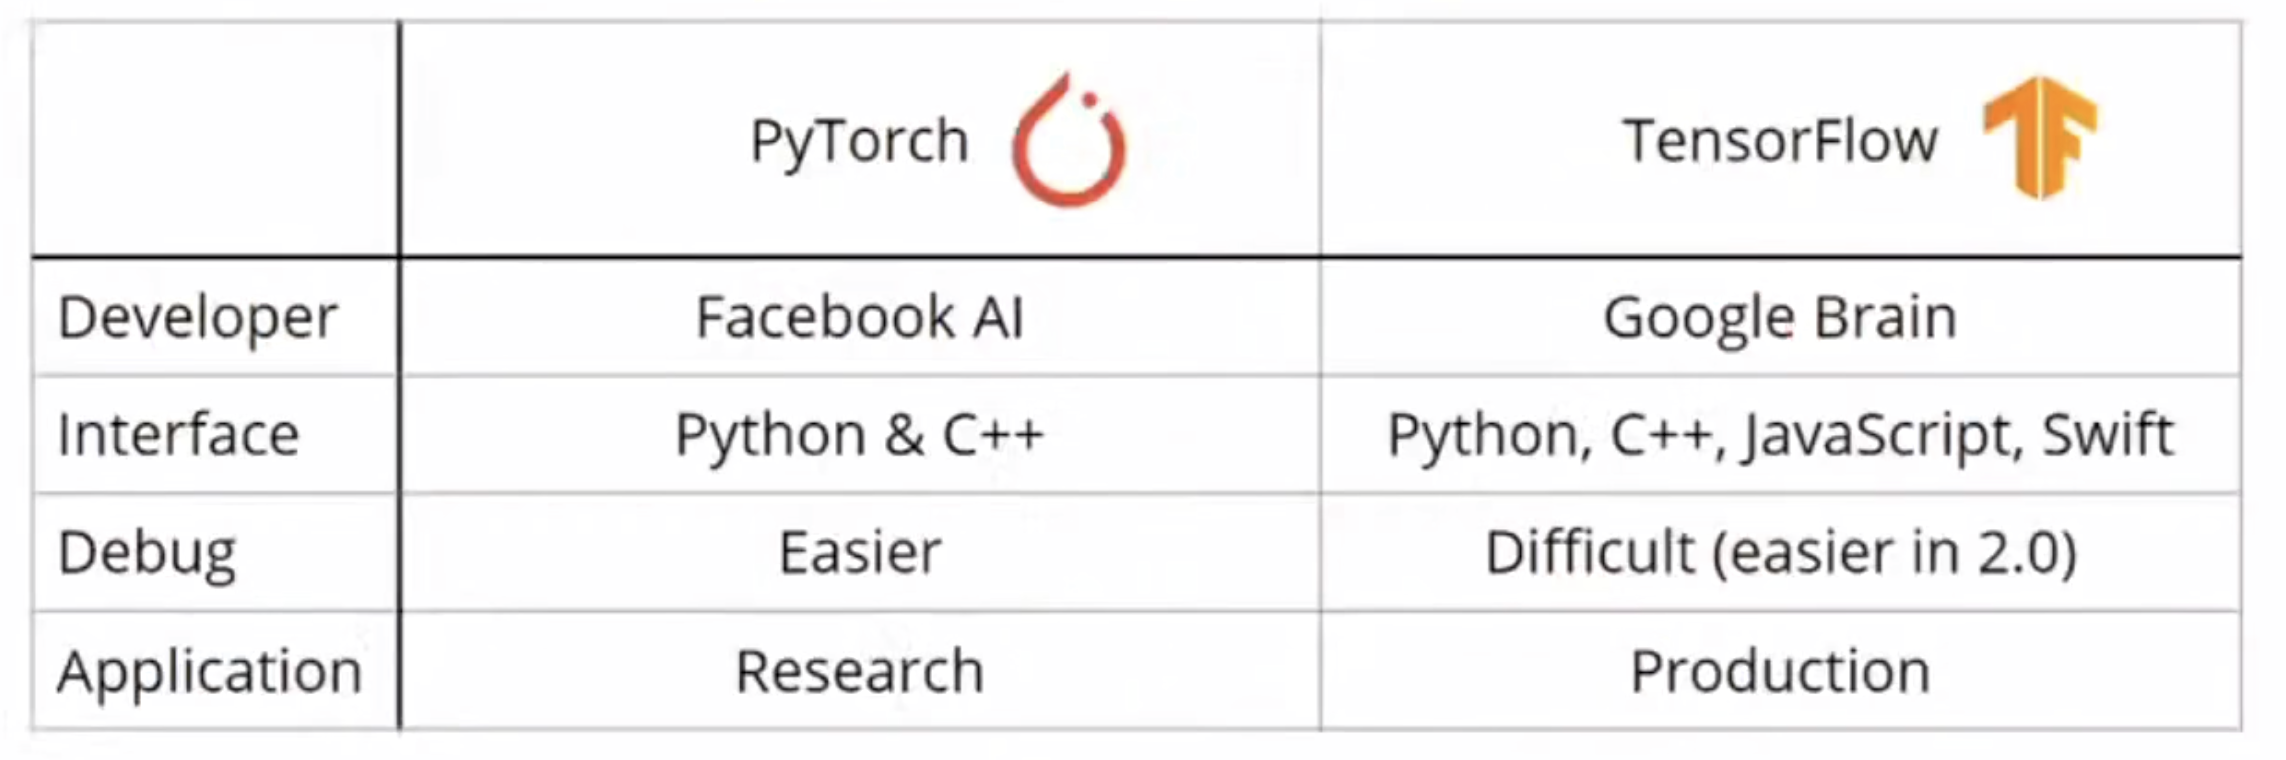 PyTorch TensorFlow
Developer Facebook AI Google Brain
Interface Python & C++ Python, C++, JavaScript, Swift
Debug Easier Difficult (easier in 2.0)
Application Research Production